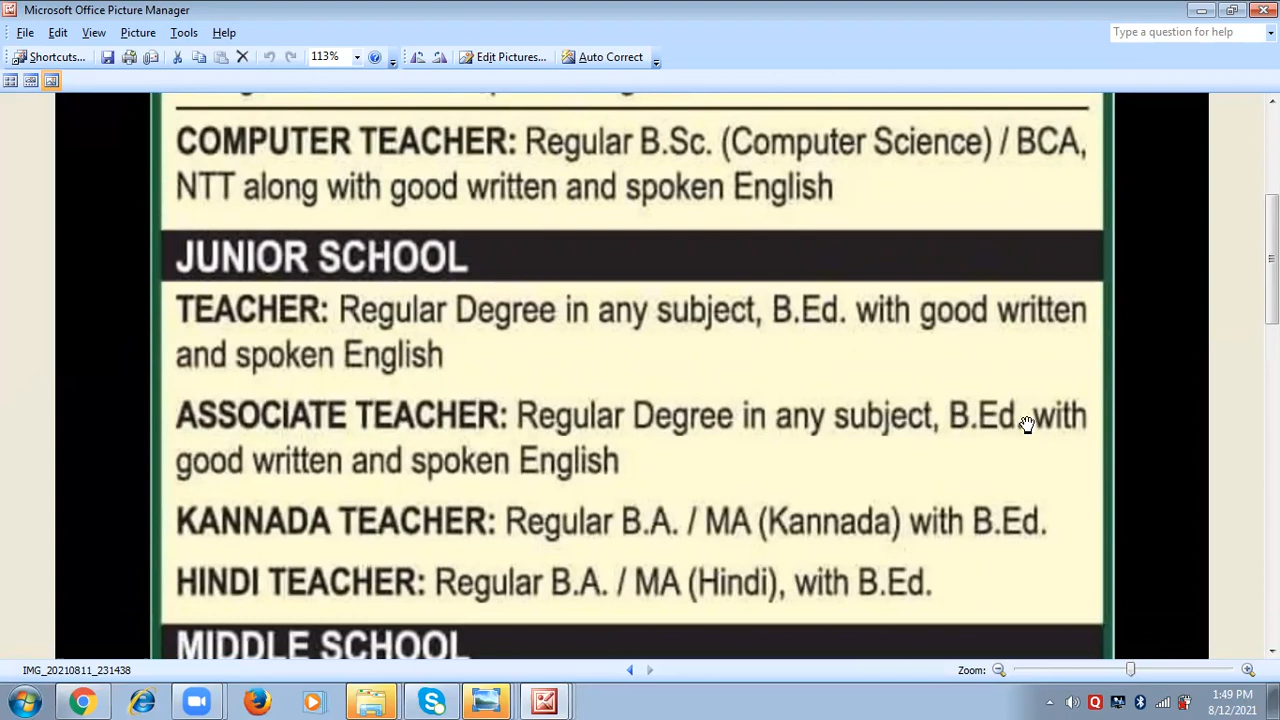 Microsoft Office Picture Manager
File Edit View Picture Tools Help
Type a question for help
Shortcuts... 113% Edit Pictures... Auto Correct
COMPUTER TEACHER: Regular B.Sc. (Computer Science) / BCA,
NTT along with good written and spoken English
JUNIOR SCHOOL
TEACHER: Regular Degree in any subject, B.Ed. with good written
and spoken English
ASSOCIATE TEACHER: Regular Degree in any subject, B.Ed. with
good written and spoken English
KANNADA TEACHER: Regular B.A. / MA (Kannada) with B.Ed.
HINDI TEACHER: Regular B.A. / MA (Hindi), with B.Ed.
MIDDLE SCHOOL
IMG_20210811_231438 Zoom:
1:49 PM
8/12/2021